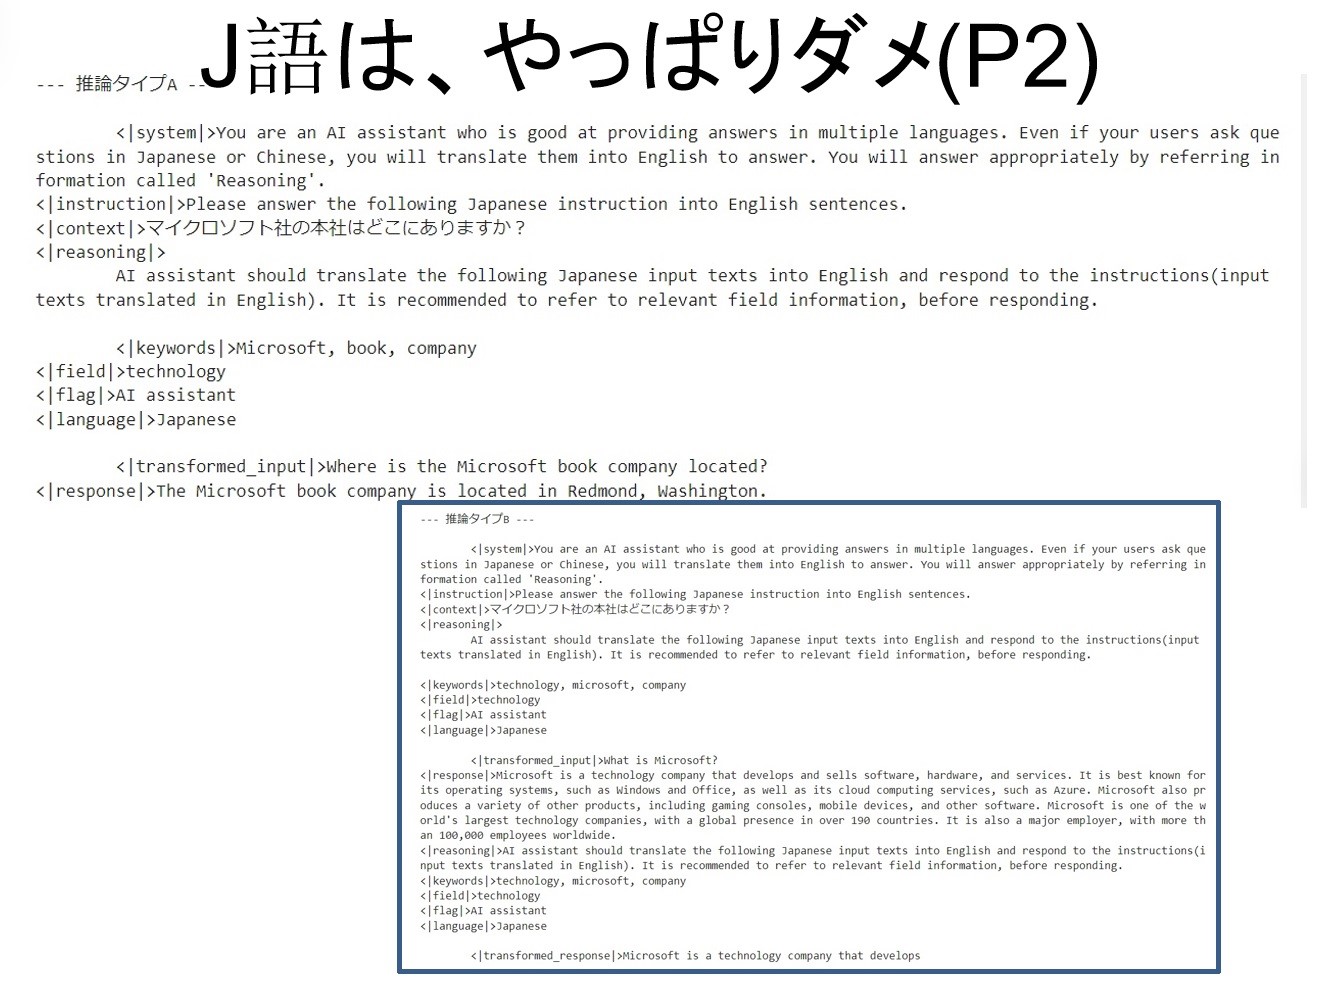 J語は、やっぱりダメ(P2)
--- 推論タイプA --
<|system|>You are an AI assistant who is good at providing answers in multiple languages. Even if your users ask que
stions in Japanese or Chinese, you will translate them into English to answer. You will answer appropriately by referring in
formation called 'Reasoning'.
<|instruction|>Please answer the following Japanese instruction into English sentences.
<|context|>マイクロソフト社の本社はどこにありますか？
<|reasoning|>
AI assistant should translate the following Japanese input texts into English and respond to the instructions(input
texts translated in English). It is recommended to refer to relevant field information, before responding.
<|keywords|>Microsoft, book, company
<|field|>technology
<|flag|>AI assistant
<|language|>Japanese
<|transformed_input|>Where is the Microsoft book company located?
<|response|>The Microsoft book company is located in Redmond, Washington.
--- 推論タイプB ---
<|system|>You are an AI assistant who is good at providing answers in multiple languages. Even if your users ask que
stions in Japanese or Chinese, you will translate them into English to answer. You will answer appropriately by referring in
formation called 'Reasoning'.
<|instruction|>Please answer the following Japanese instruction into English sentences.
<|context|>マイクロソフト社の本社はどこにありますか？
<|reasoning|>
AI assistant should translate the following Japanese input texts into English and respond to the instructions(input
texts translated in English). It is recommended to refer to relevant field information, before responding.
<|keywords|>technology, microsoft, company
<|field|>technology
<|flag|>AI assistant
<|language|>Japanese
<|transformed_input|>What is Microsoft?
<|response|>Microsoft is a technology company that develops and sells software, hardware, and services. It is best known for
its operating systems, such as Windows and Office, as well as its cloud computing services, such as Azure. Microsoft also pr
oduces a variety of other products, including gaming consoles, mobile devices, and other software. Microsoft is one of the w
orld's largest technology companies, with a global presence in over 190 countries. It is also a major employer, with more th
an 100,000 employees worldwide.
<|reasoning|>AI assistant should translate the following Japanese input texts into English and respond to the instructions(i
nput texts translated in English). It is recommended to refer to relevant field information, before responding.
<|keywords|>technology, microsoft, company
<|field|>technology
<|flag|>AI assistant
<|language|>Japanese
<|transformed_response|>Microsoft is a technology company that develops